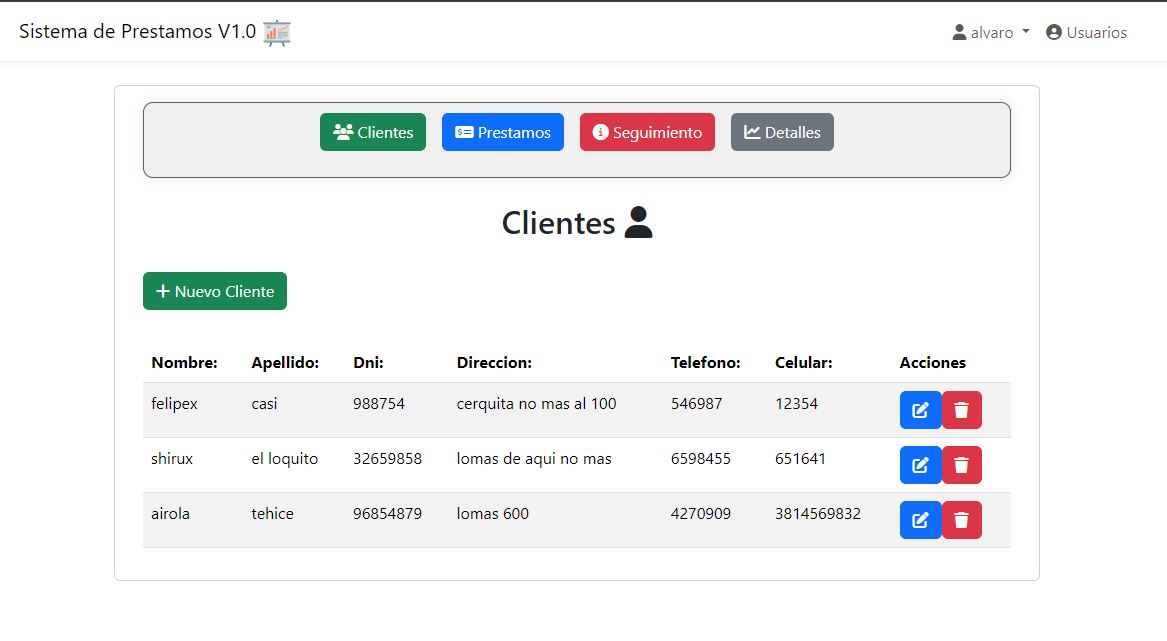 Sistema de Prestamos V1.0
alvaro Usuarios
Clientes Prestamos Seguimiento Detalles
Clientes
Nuevo Cliente
Nombre: Apellido: Dni: Direccion: Telefono: Celular: Acciones
felipex casi 988754 cerquita no mas al 100 546987 12354
shirux el loquito 32659858 lomas de aqui no mas 6598455 651641
airola tehice 96854879 lomas 600 4270909 3814569832